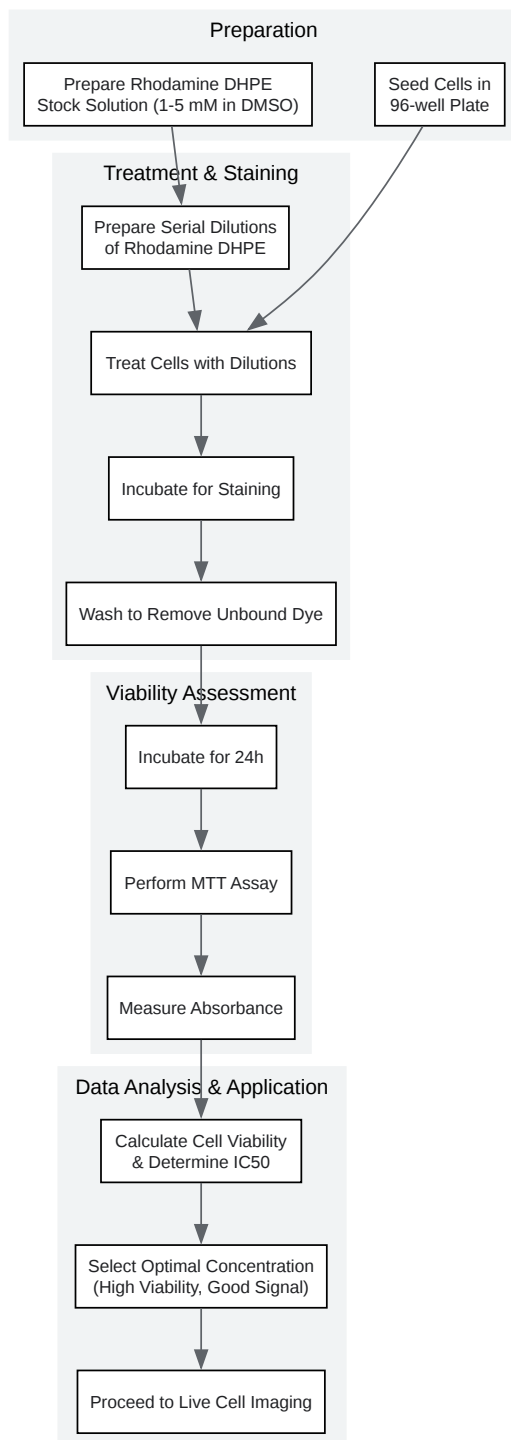 Preparation
Prepare Rhodamine DHPE
Stock Solution (1-5 mM in DMSO)
Seed Cells in
96-well Plate
Treatment & Staining
Prepare Serial Dilutions
of Rhodamine DHPE
Treat Cells with Dilutions
Incubate for Staining
Wash to Remove Unbound Dye
Viability Assessment
Incubate for 24h
Perform MTT Assay
Measure Absorbance
Data Analysis & Application
Calculate Cell Viability
& Determine IC50
Select Optimal Concentration
(High Viability, Good Signal)
Proceed to Live Cell Imaging